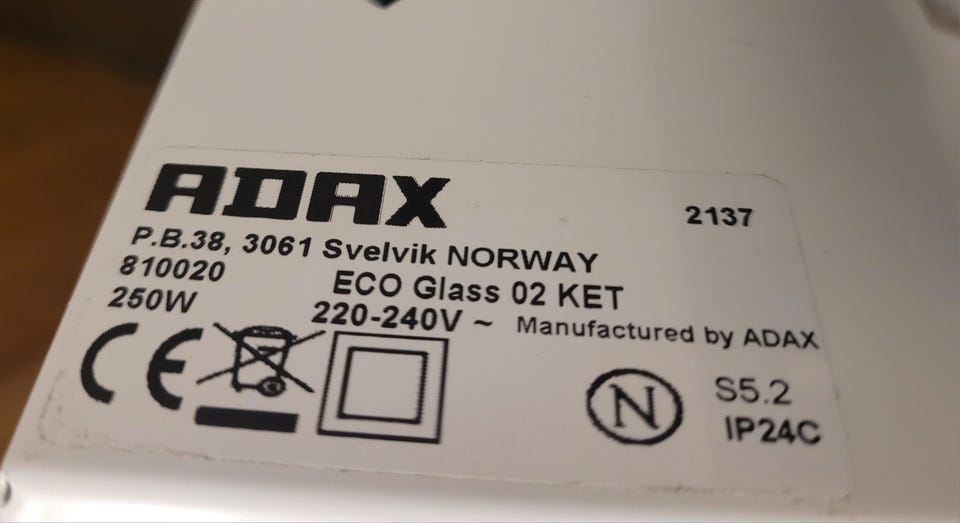 ADAX
2137
P.B.38, 3061 Svelvik NORWAY
810020
ECO Glass 02 KET
250W
220-240V ~
Manufactured by ADAX
CE
N
S5.2
IP24C